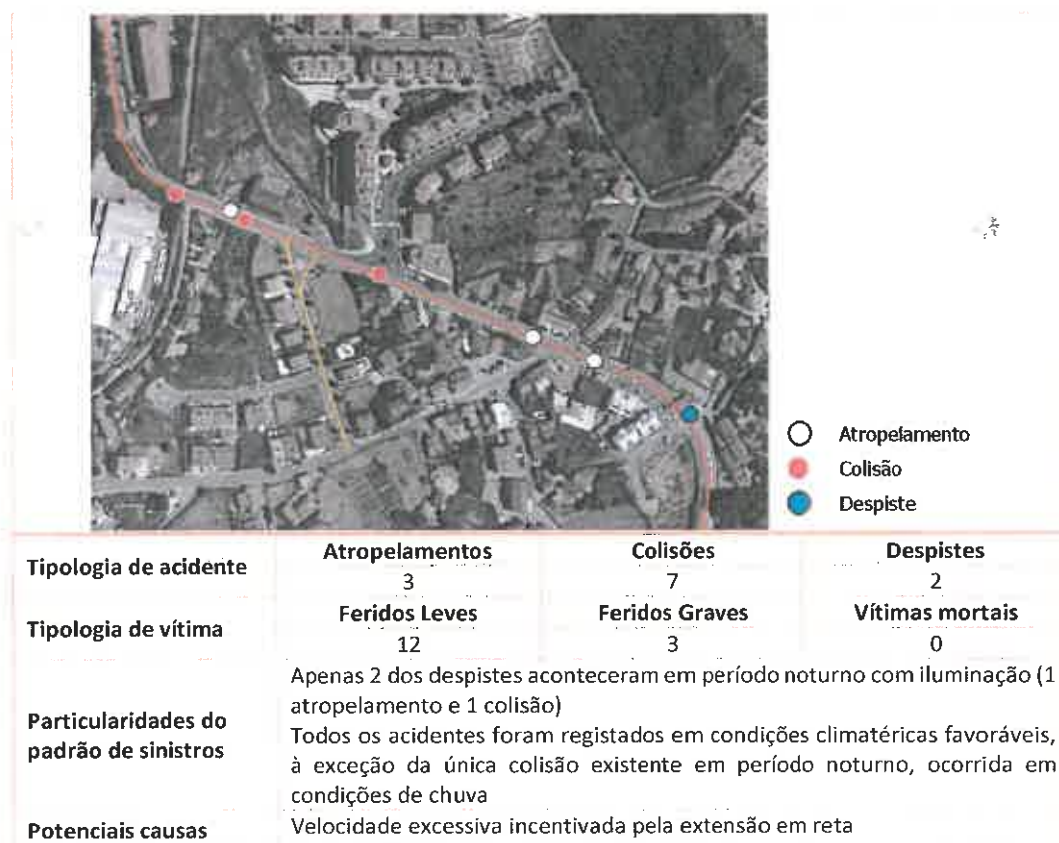 Atropelamento
Colisão
Despiste
Tipologia de acidente
Atropelamentos
Colisões
Despistes
3
7
2
Tipologia de vítima
Feridos Leves
Feridos Graves
Vítimas mortais
12
3
0
Particularidades do
padrão de sinistros
Apenas 2 dos despistes aconteceram em período noturno com iluminação (1
atropelamento e 1 colisão)
Todos os acidentes foram registados em condições climatéricas favoráveis,
à exceção da única colisão existente em período noturno, ocorrida em
condições de chuva
Potenciais causas
Velocidade excessiva incentivada pela extensão em reta